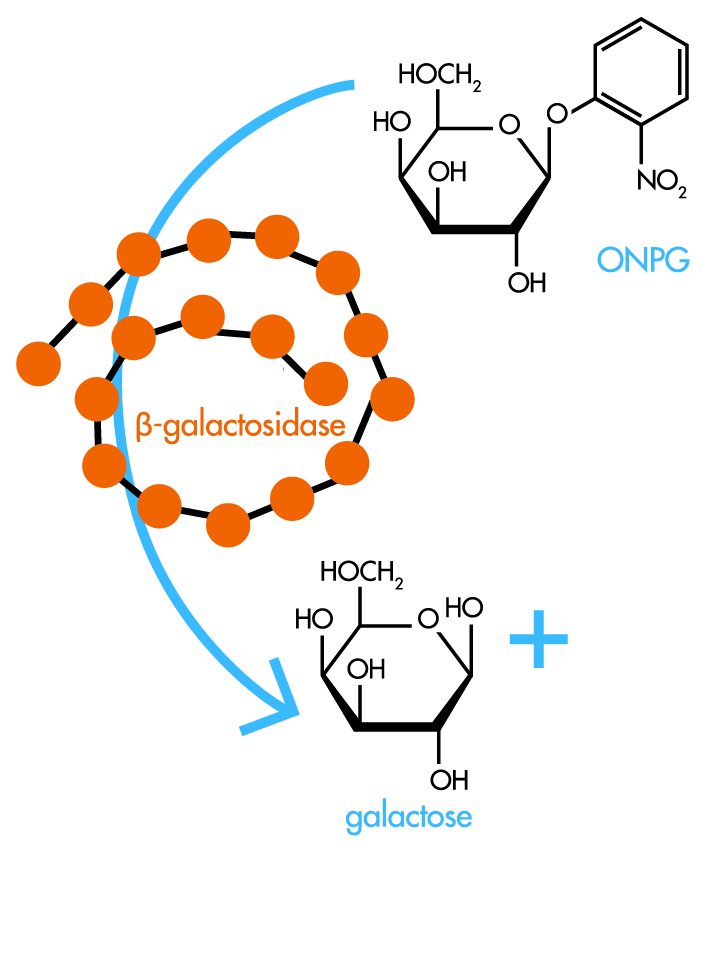 HOCH₂
HO
O
O
OH
NO₂
OH
ONPG
β-galactosidase
HOCH₂
HO
O
HO
OH
OH
galactose